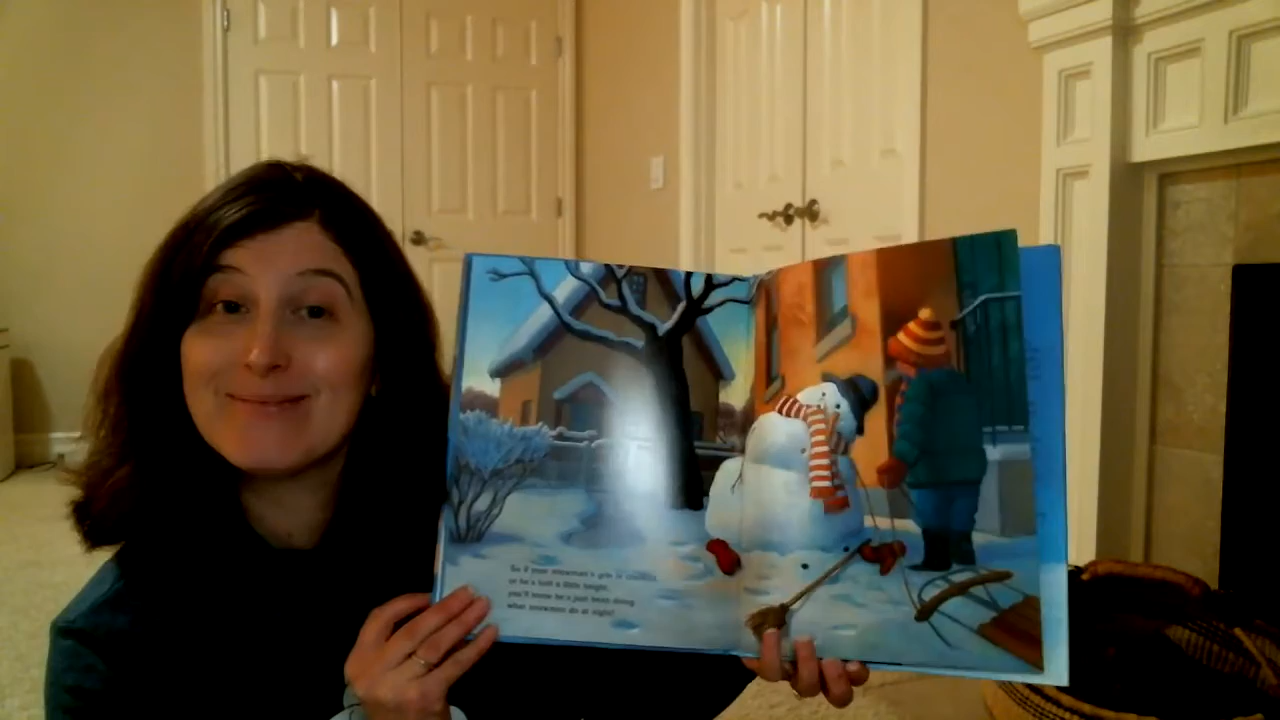 So if your snowman's grin is crooked,
or he's lost a little height,
you'll know he's just been doing
what snowmen do at night!